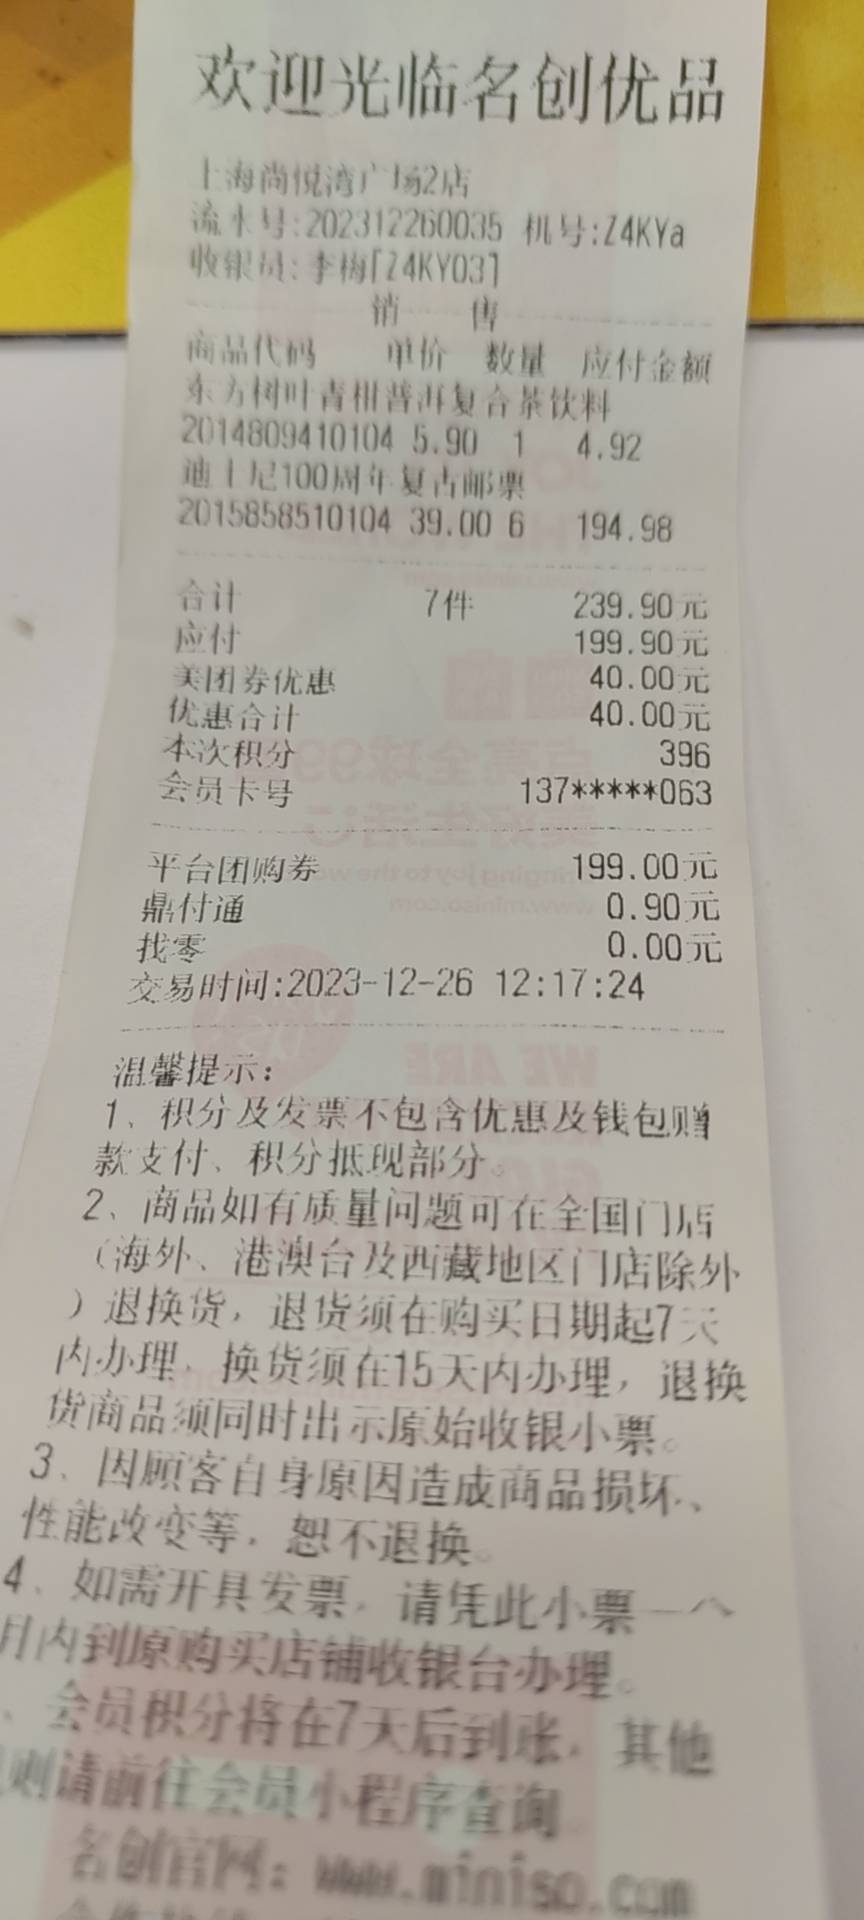 欢迎光临名创优品
上海尚悦湾广场2店
流水号:202312260035 机号:Z4KYa
收银员:李梅[Z4KY03]
销 售
商品代码 单价 数量 应付金额
东方树叶青柑普洱复合茶饮料
2014809410104 5.90 1 4.92
迪士尼100周年复古邮票
2015858510104 39.00 6 194.98
合计 7件 239.90元
应付 199.90元
美团券优惠 40.00元
优惠合计 40.00元
本次积分 396
会员卡号 137*****063
平台团购券 199.00元
鼎付通 0.90元
找零 0.00元
交易时间:2023-12-26 12:17:24
温馨提示:
1、积分及发票不包含优惠及钱包赠
款支付、积分抵现部分。
2、商品如有质量问题可在全国门店
(海外、港澳台及西藏地区门店除外
)退换货,退货须在购买日期起7天
内办理,换货须在15天内办理,退换
货商品须同时出示原始收银小票。
3、因顾客自身原因造成商品损坏、
性能改变等,恕不退换。
4、如需开具发票,请凭此小票一个
月内到原购买店铺收银台办理。
、会员积分将在7天后到账,其他
则请前往会员小程序查询
名创官网: www.miniso.com